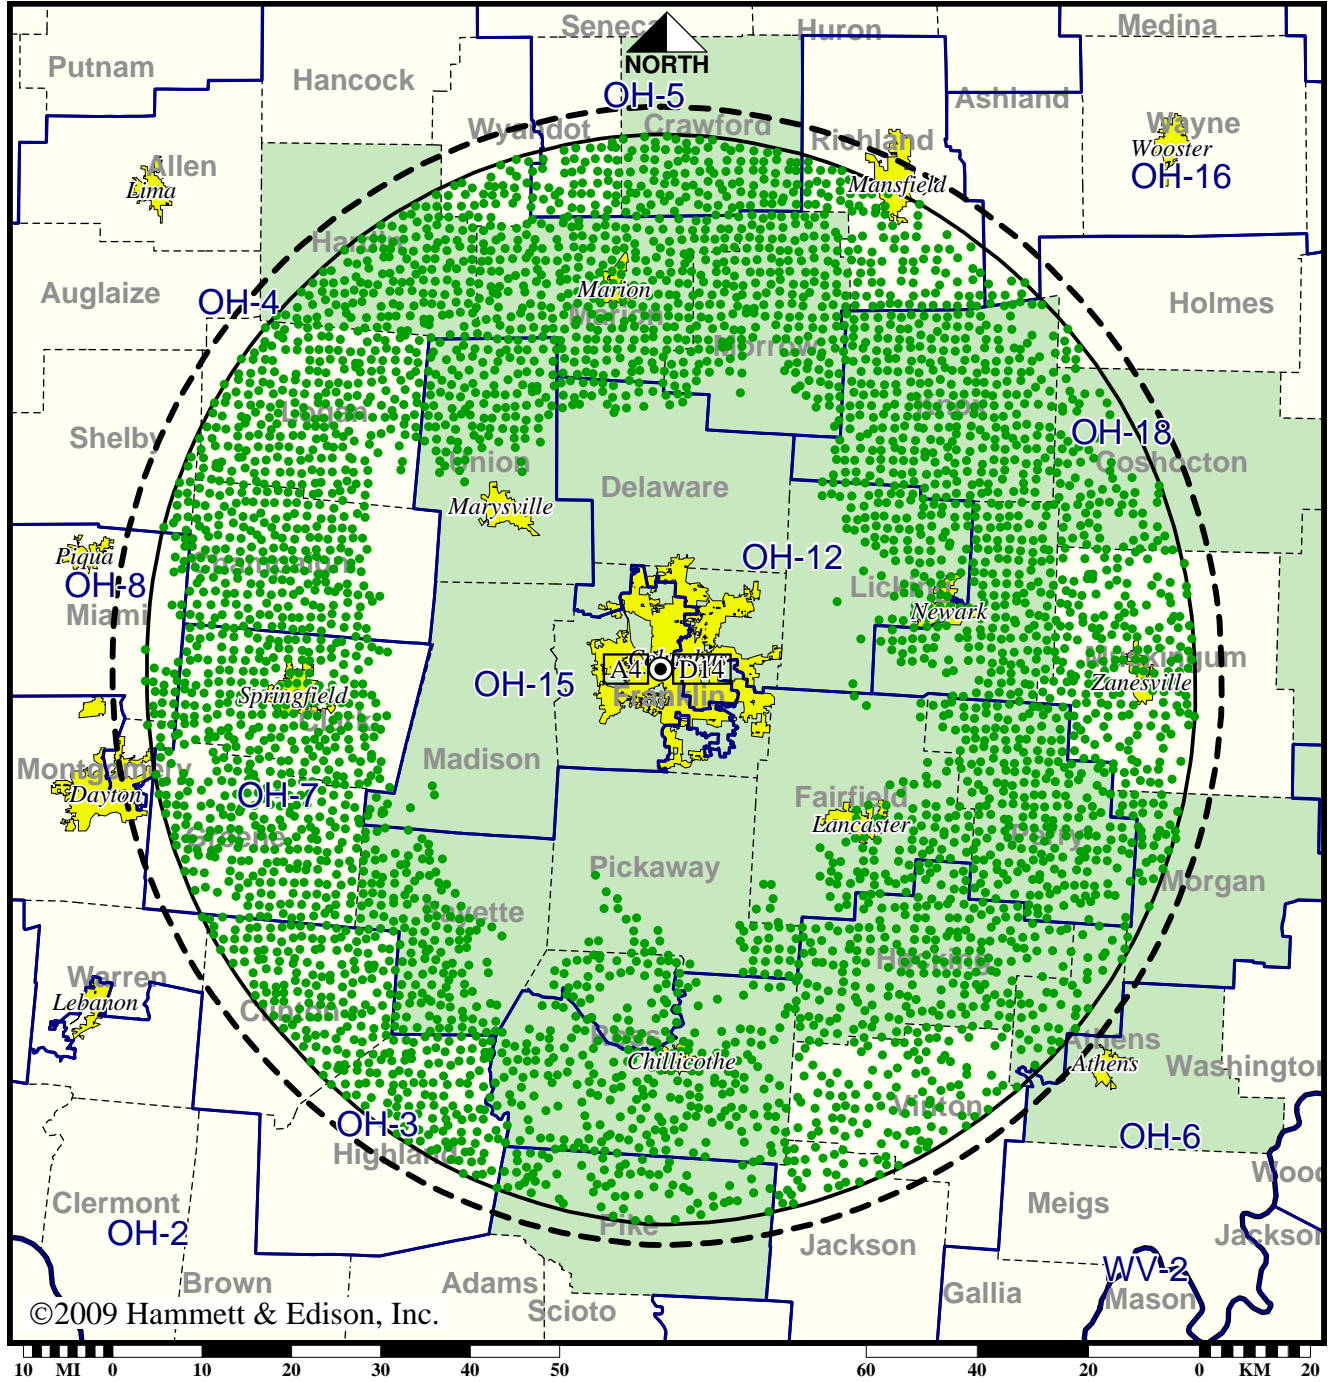 Seneca
Huron
Medina
Putnam
Hancock
NORTH
OH-5
Ashland
Wyandot
Crawford
Richland
Wayne
Wooster
OH-16
Allen
Lima
Mansfield
Hardin
Auglaize
OH-4
Marion
Marion
Holmes
Morrow
Logan
Knox
OH-18
Shelby
Union
Coshocton
Delaware
Marysville
Piqua
OH-8
Champaign
OH-12
Licking
Miami
Newark
A4
D14
Columbus
Muskingum
Zanesville
OH-15
Franklin
Springfield
Clark
Madison
Montgomery
Dayton
OH-7
Fairfield
Lancaster
Greene
Perry
Pickaway
Morgan
Fayette
Warren
Lebanon
Hocking
Clinton
Ross
Chillicothe
Athens
Athens
Washington
Vinton
OH-3
Highland
OH-6
Wood
Clermont
OH-2
Meigs
Pike
Jackson
Jackson
WV-2
Mason
Brown
Adams
Scioto
Gallia
©2009 Hammett & Edison, Inc.
10 MI 0 10 20 30 40 50 60 40 20 0 KM 20